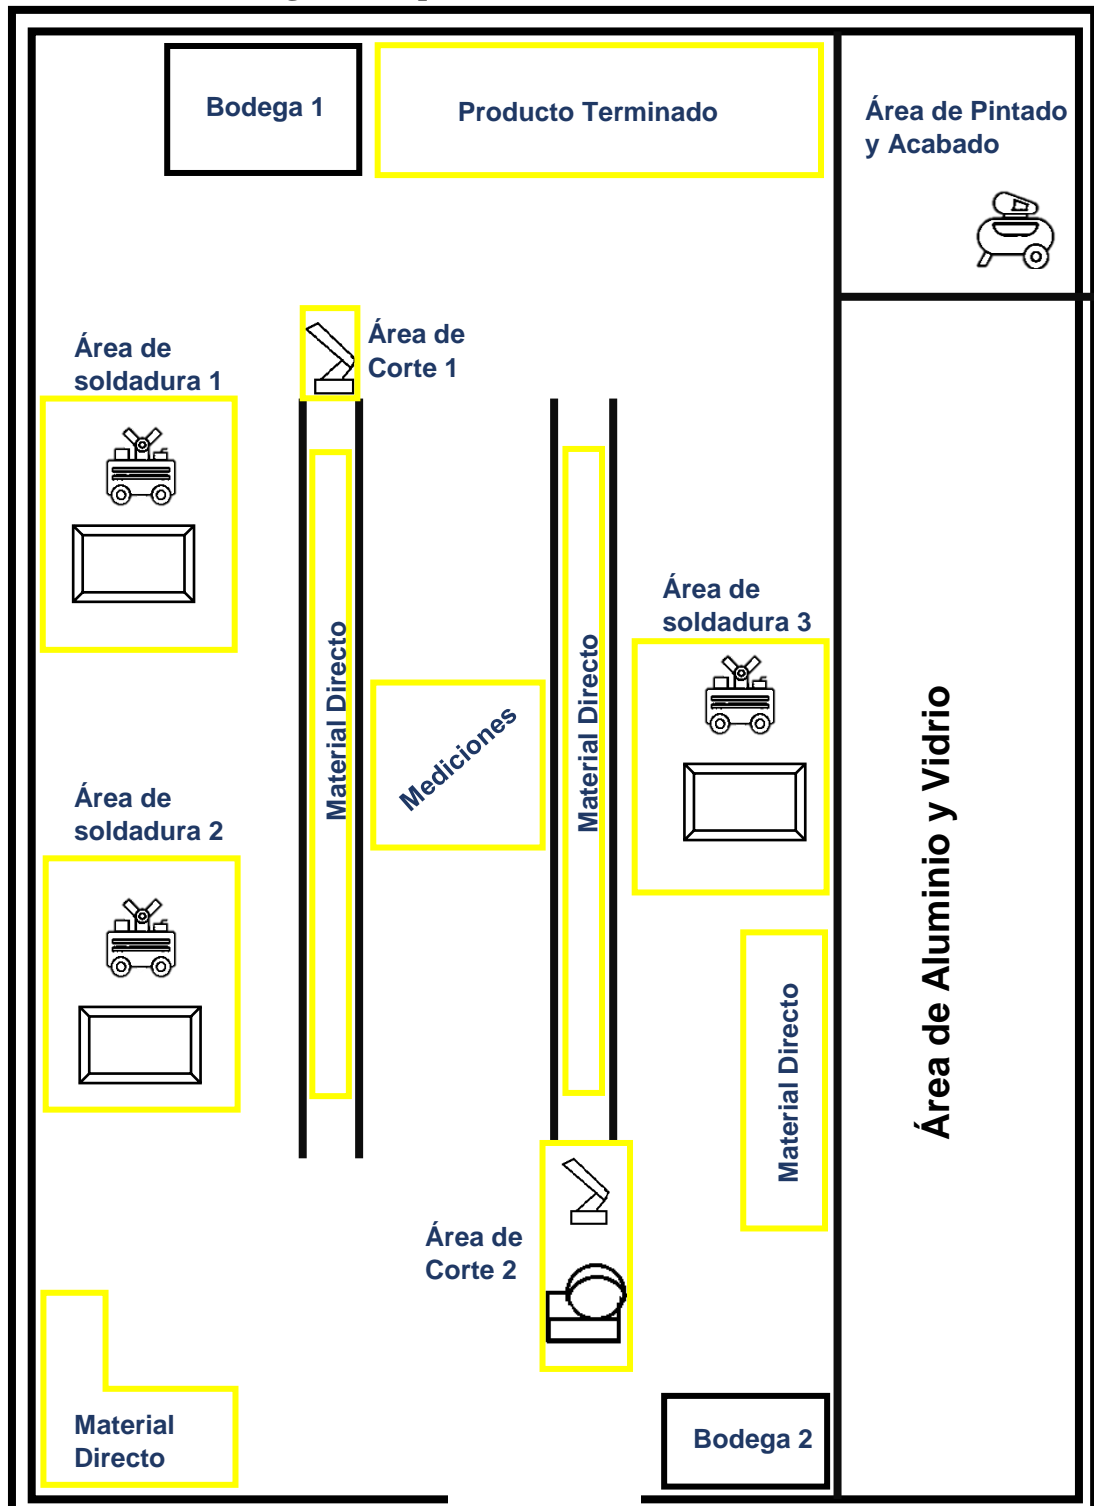 Bodega 1
Producto Terminado
Área de Pintado
y Acabado
Área de
Corte 1
Área de
soldadura 1
Área de
soldadura 3
Material Directo
Mediciones
Material Directo
Área de Aluminio y Vidrio
Área de
soldadura 2
Material Directo
Área de
Corte 2
Material
Directo
Bodega 2